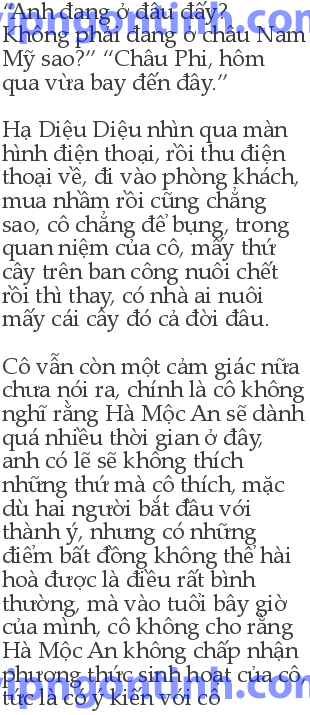 “Anh đang ở đâu đấy?
vipngontinh.com
Không phải đang ở châu Nam
Mỹ sao?” “Châu Phi, hôm
qua vừa bay đến đây.”
Hạ Diệu Diệu nhìn qua màn
hình điện thoại, rồi thu điện
thoại về, đi vào phòng khách,
mua nhầm rồi cũng chẳng
sao, cô chẳng để bụng, trong
quan niệm của cô, mấy thứ
cây trên ban công nuôi chết
rồi thì thay, có nhà ai nuôi
mấy cái cây đó cả đời đâu.
Cô vẫn còn một cảm giác nữa
chưa nói ra, chính là cô không
nghĩ rằng Hà Mộc An sẽ dành
quá nhiều thời gian ở đây,
anh có lẽ sẽ không thích
những thứ mà cô thích, mặc
dù hai người bắt đầu với
thành ý, nhưng có những
điểm bất đồng không thể hài
hoà được là điều rất bình
thường, mà vào tuổi bây giờ
của mình, cô không cho rằng
Hà Mộc An không chấp nhận
phương thức sinh hoạt của cô,
vipngontinh.com
tức là có ý kiến với cô